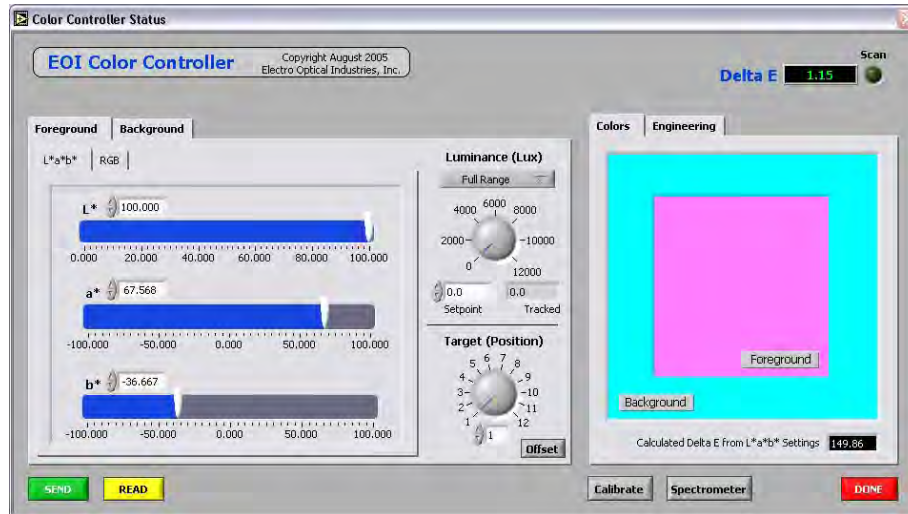 Color Controller Status
EOI Color Controller
Copyright August 2005
Electro Optical Industries, Inc.
Scan
Delta E 1.15
Foreground Background
L*a*b* RGB
L* 100.000
0.000 20.000 40.000 60.000 80.000 100.000
a* 67.568
-100.000 -50.000 0.000 50.000 100.000
b* -36.667
-100.000 -50.000 0.000 50.000 100.000
Luminance (Lux)
Full Range
0 2000 4000 6000 8000 10000 12000
0.0 0.0
Setpoint Tracked
Target (Position)
1 2 3 4 5 6 7 8 9 10 11 12
1
Offset
Colors Engineering
Foreground
Background
Calculated Delta E from L*a*b* Settings 149.86
SEND READ Calibrate Spectrometer DONE